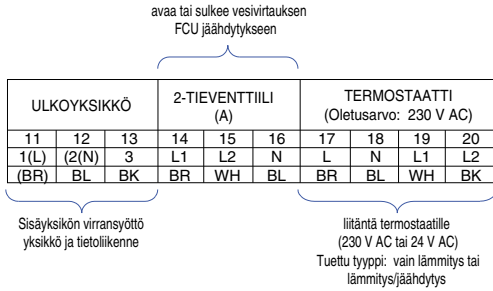 avaa tai sulkee vesivirtauksen
FCU jäähdytykseen
ULKOYKSIKKÖ 2-TIEVENTTIILI TERMOSTAATTI
(A) (Oletusarvo: 230 V AC)
11 12 13 14 15 16 17 18 19 20
1(L) (2(N) 3 L1 L2 N L N L1 L2
(BR) BL BK BR WH BL BR BL WH BK
Sisäyksikön virransyöttö
yksikkö ja tietoliikenne
liitäntä termostaatille
(230 V AC tai 24 V AC)
Tuettu tyyppi: vain lämmitys tai
lämmitys/jäähdytys